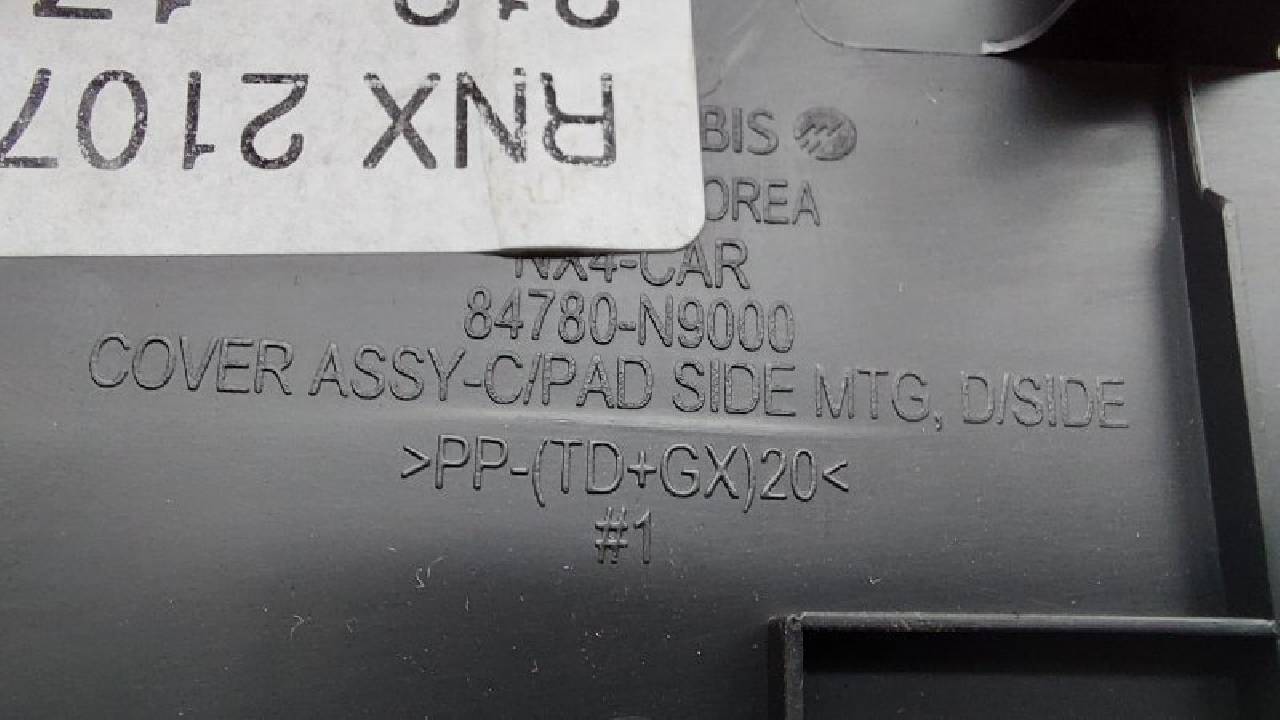 RNX 2107
BIS
OREA
NX4-CAR
84780-N9000
COVER ASSY-C/PAD SIDE MTG, D/SIDE
>PP-(TD+GX)20<
#1